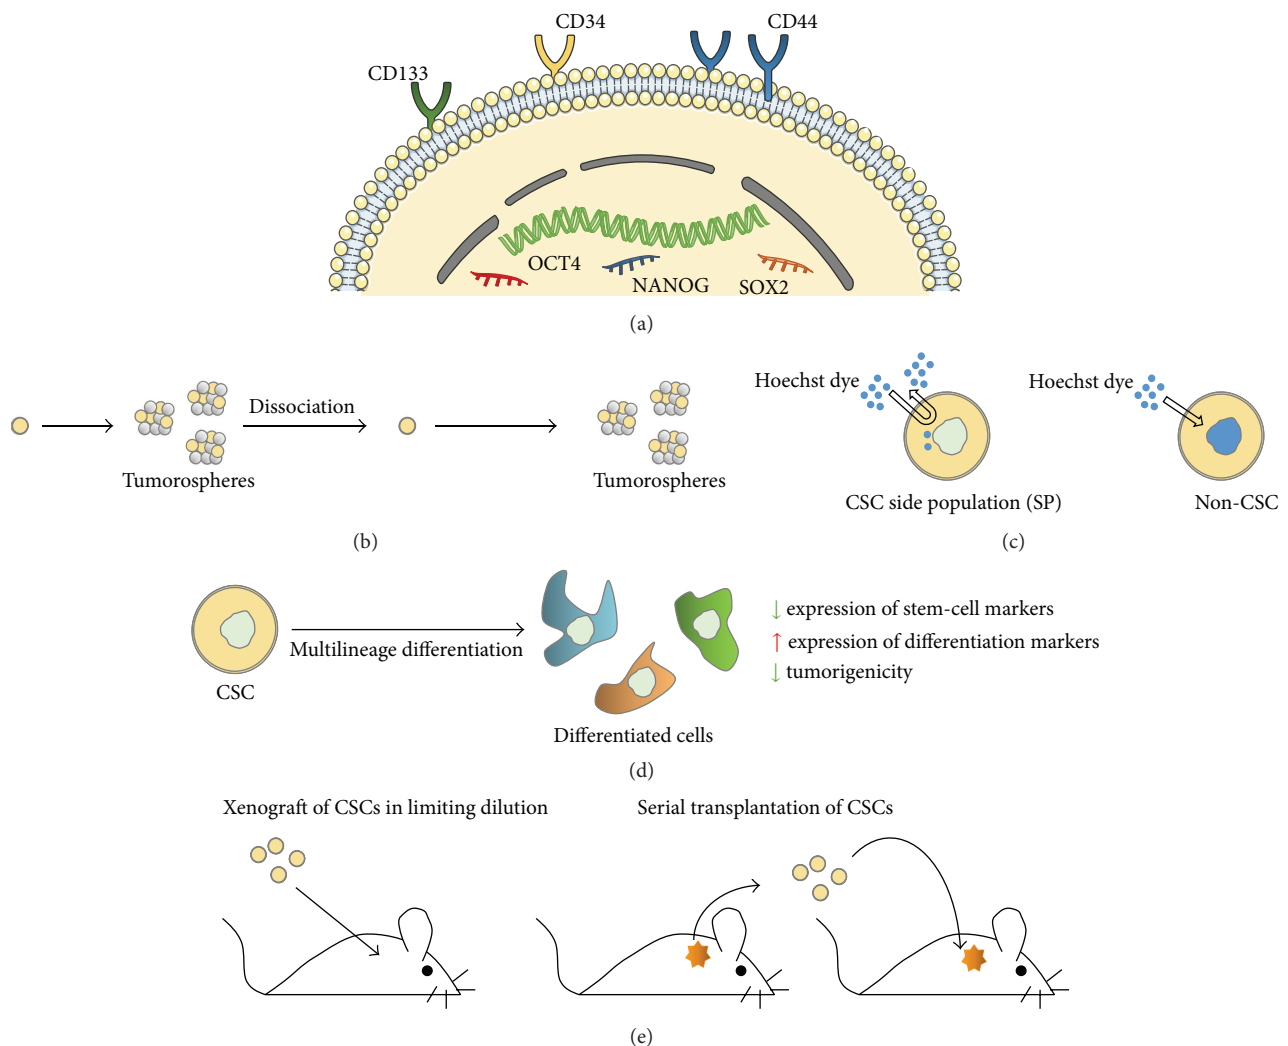 CD34
CD44
CD133
OCT4
NANOG
SOX2
(a)
Hoechst dye
Hoechst dye
Dissociation
Tumorospheres
Tumorospheres
CSC side population (SP)
Non-CSC
(b)
(c)
↓ expression of stem-cell markers
Multilineage differentiation
↑ expression of differentiation markers
↓ tumorigenicity
CSC
Differentiated cells
(d)
Xenograft of CSCs in limiting dilution
Serial transplantation of CSCs
(e)